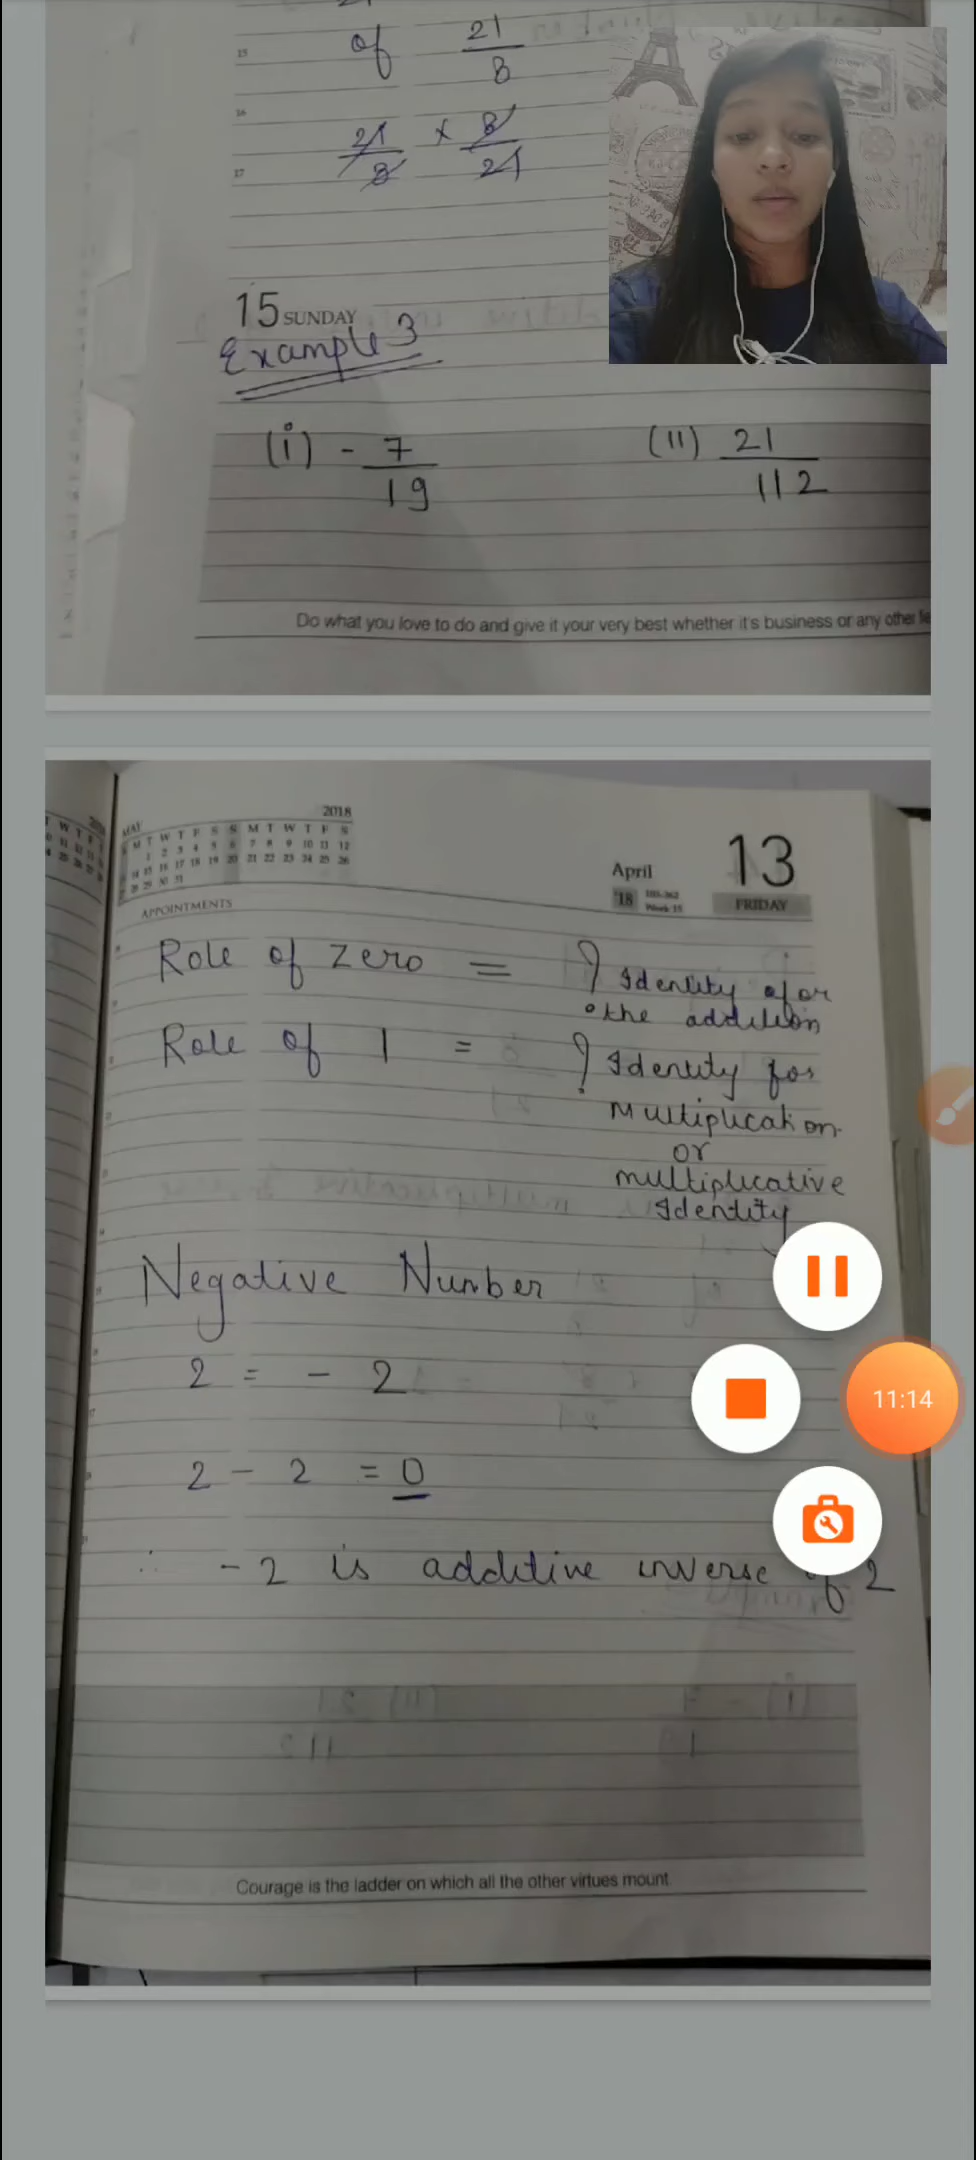 of 21
8
21 × 8
8 21
15 SUNDAY
Example 3
(i) - 7
19
(II) 21
112
Do what you love to do and give it your very best whether it's business or any other
2018
MAY
April
13
18
Week 15
FRIDAY
APPOINTMENTS
Role of zero = ? Identity for
the addition
Role of 1 = ? Identity for
Multiplication
or
multiplicative
Identity
Negative Number
2 = - 2
2 - 2 = 0
11:14
∴ -2 is additive inverse of 2
Courage is the ladder on which all the other virtues mount